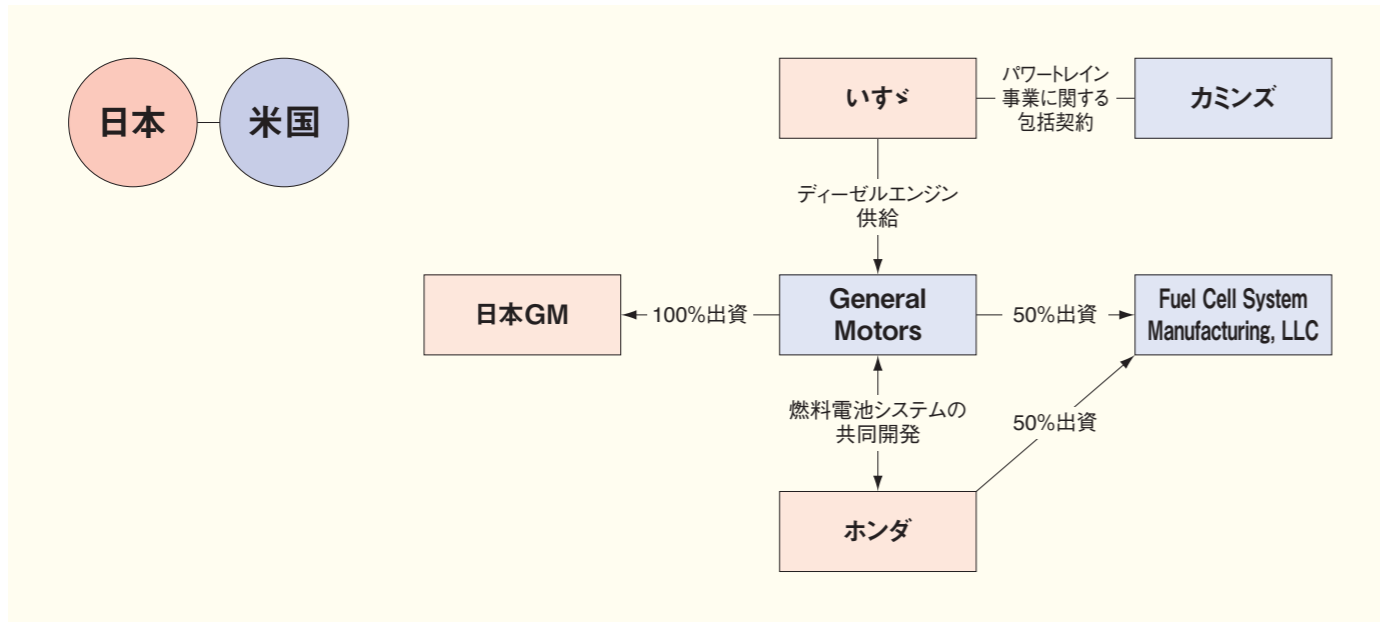 日本
米国
いすゞ
パワートレイン
事業に関する
包括契約
カミンズ
ディーゼルエンジン
供給
日本GM
100%出資
General
Motors
50%出資
Fuel Cell System
Manufacturing, LLC
燃料電池システムの
共同開発
50%出資
ホンダ